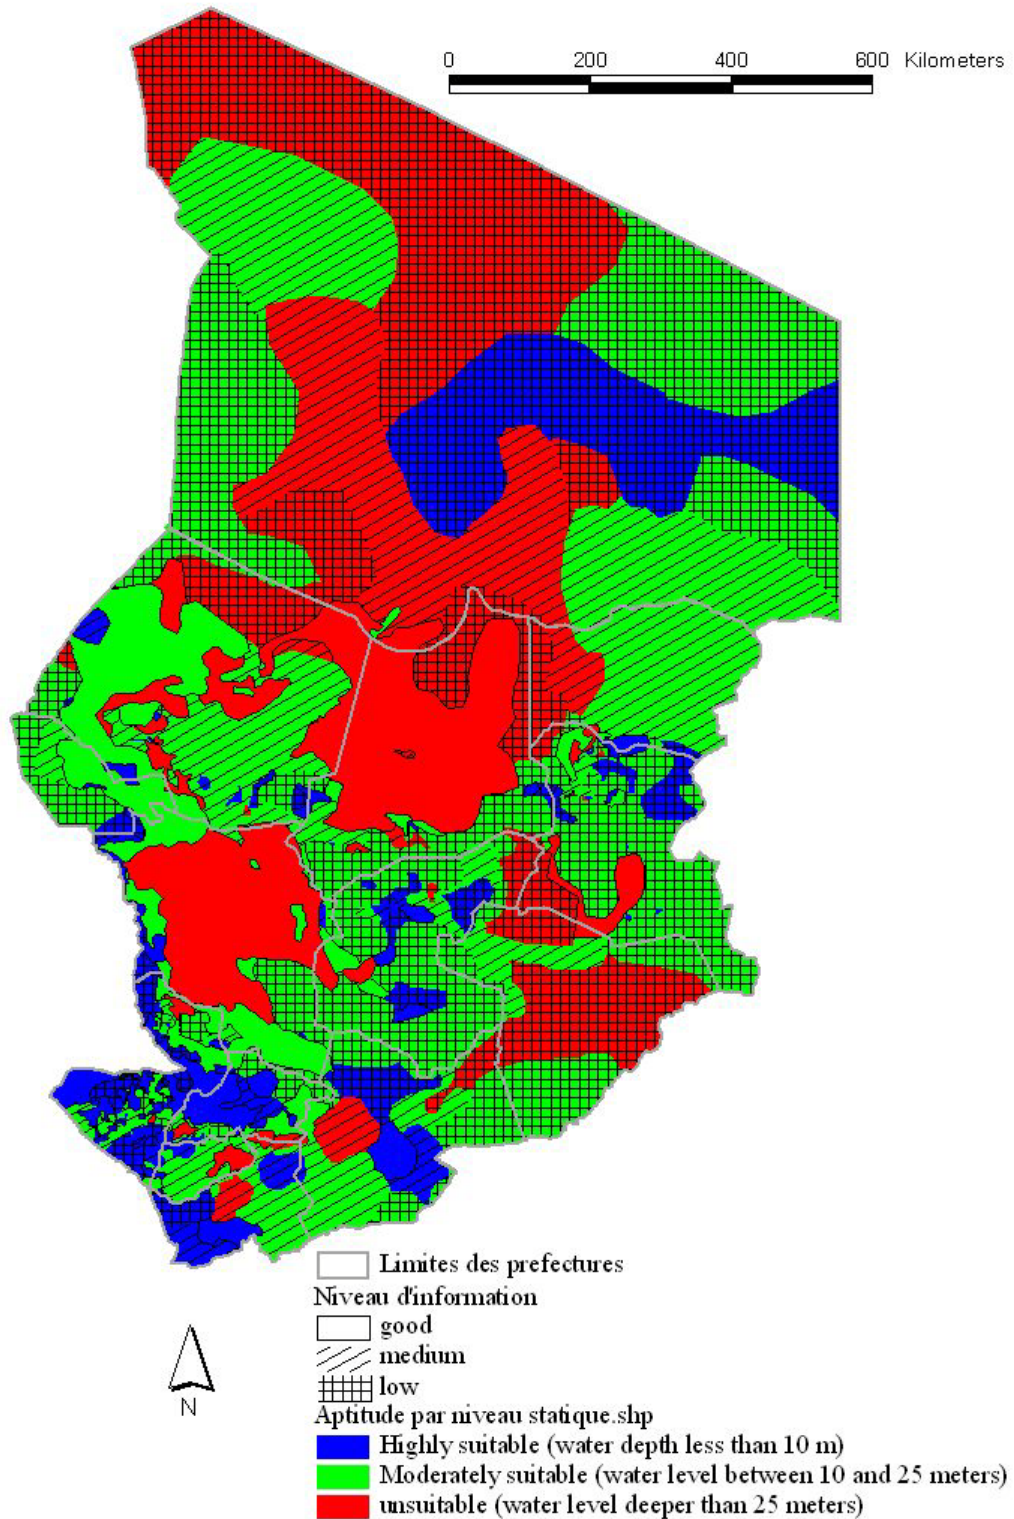 0 200 400 600 Kilometers
Limites des prefectures
Niveau d'information
good
medium
low
N
Aptitude par niveau statique.shp
Highly suitable (water depth less than 10 m)
Moderately suitable (water level between 10 and 25 meters)
unsuitable (water level deeper than 25 meters)